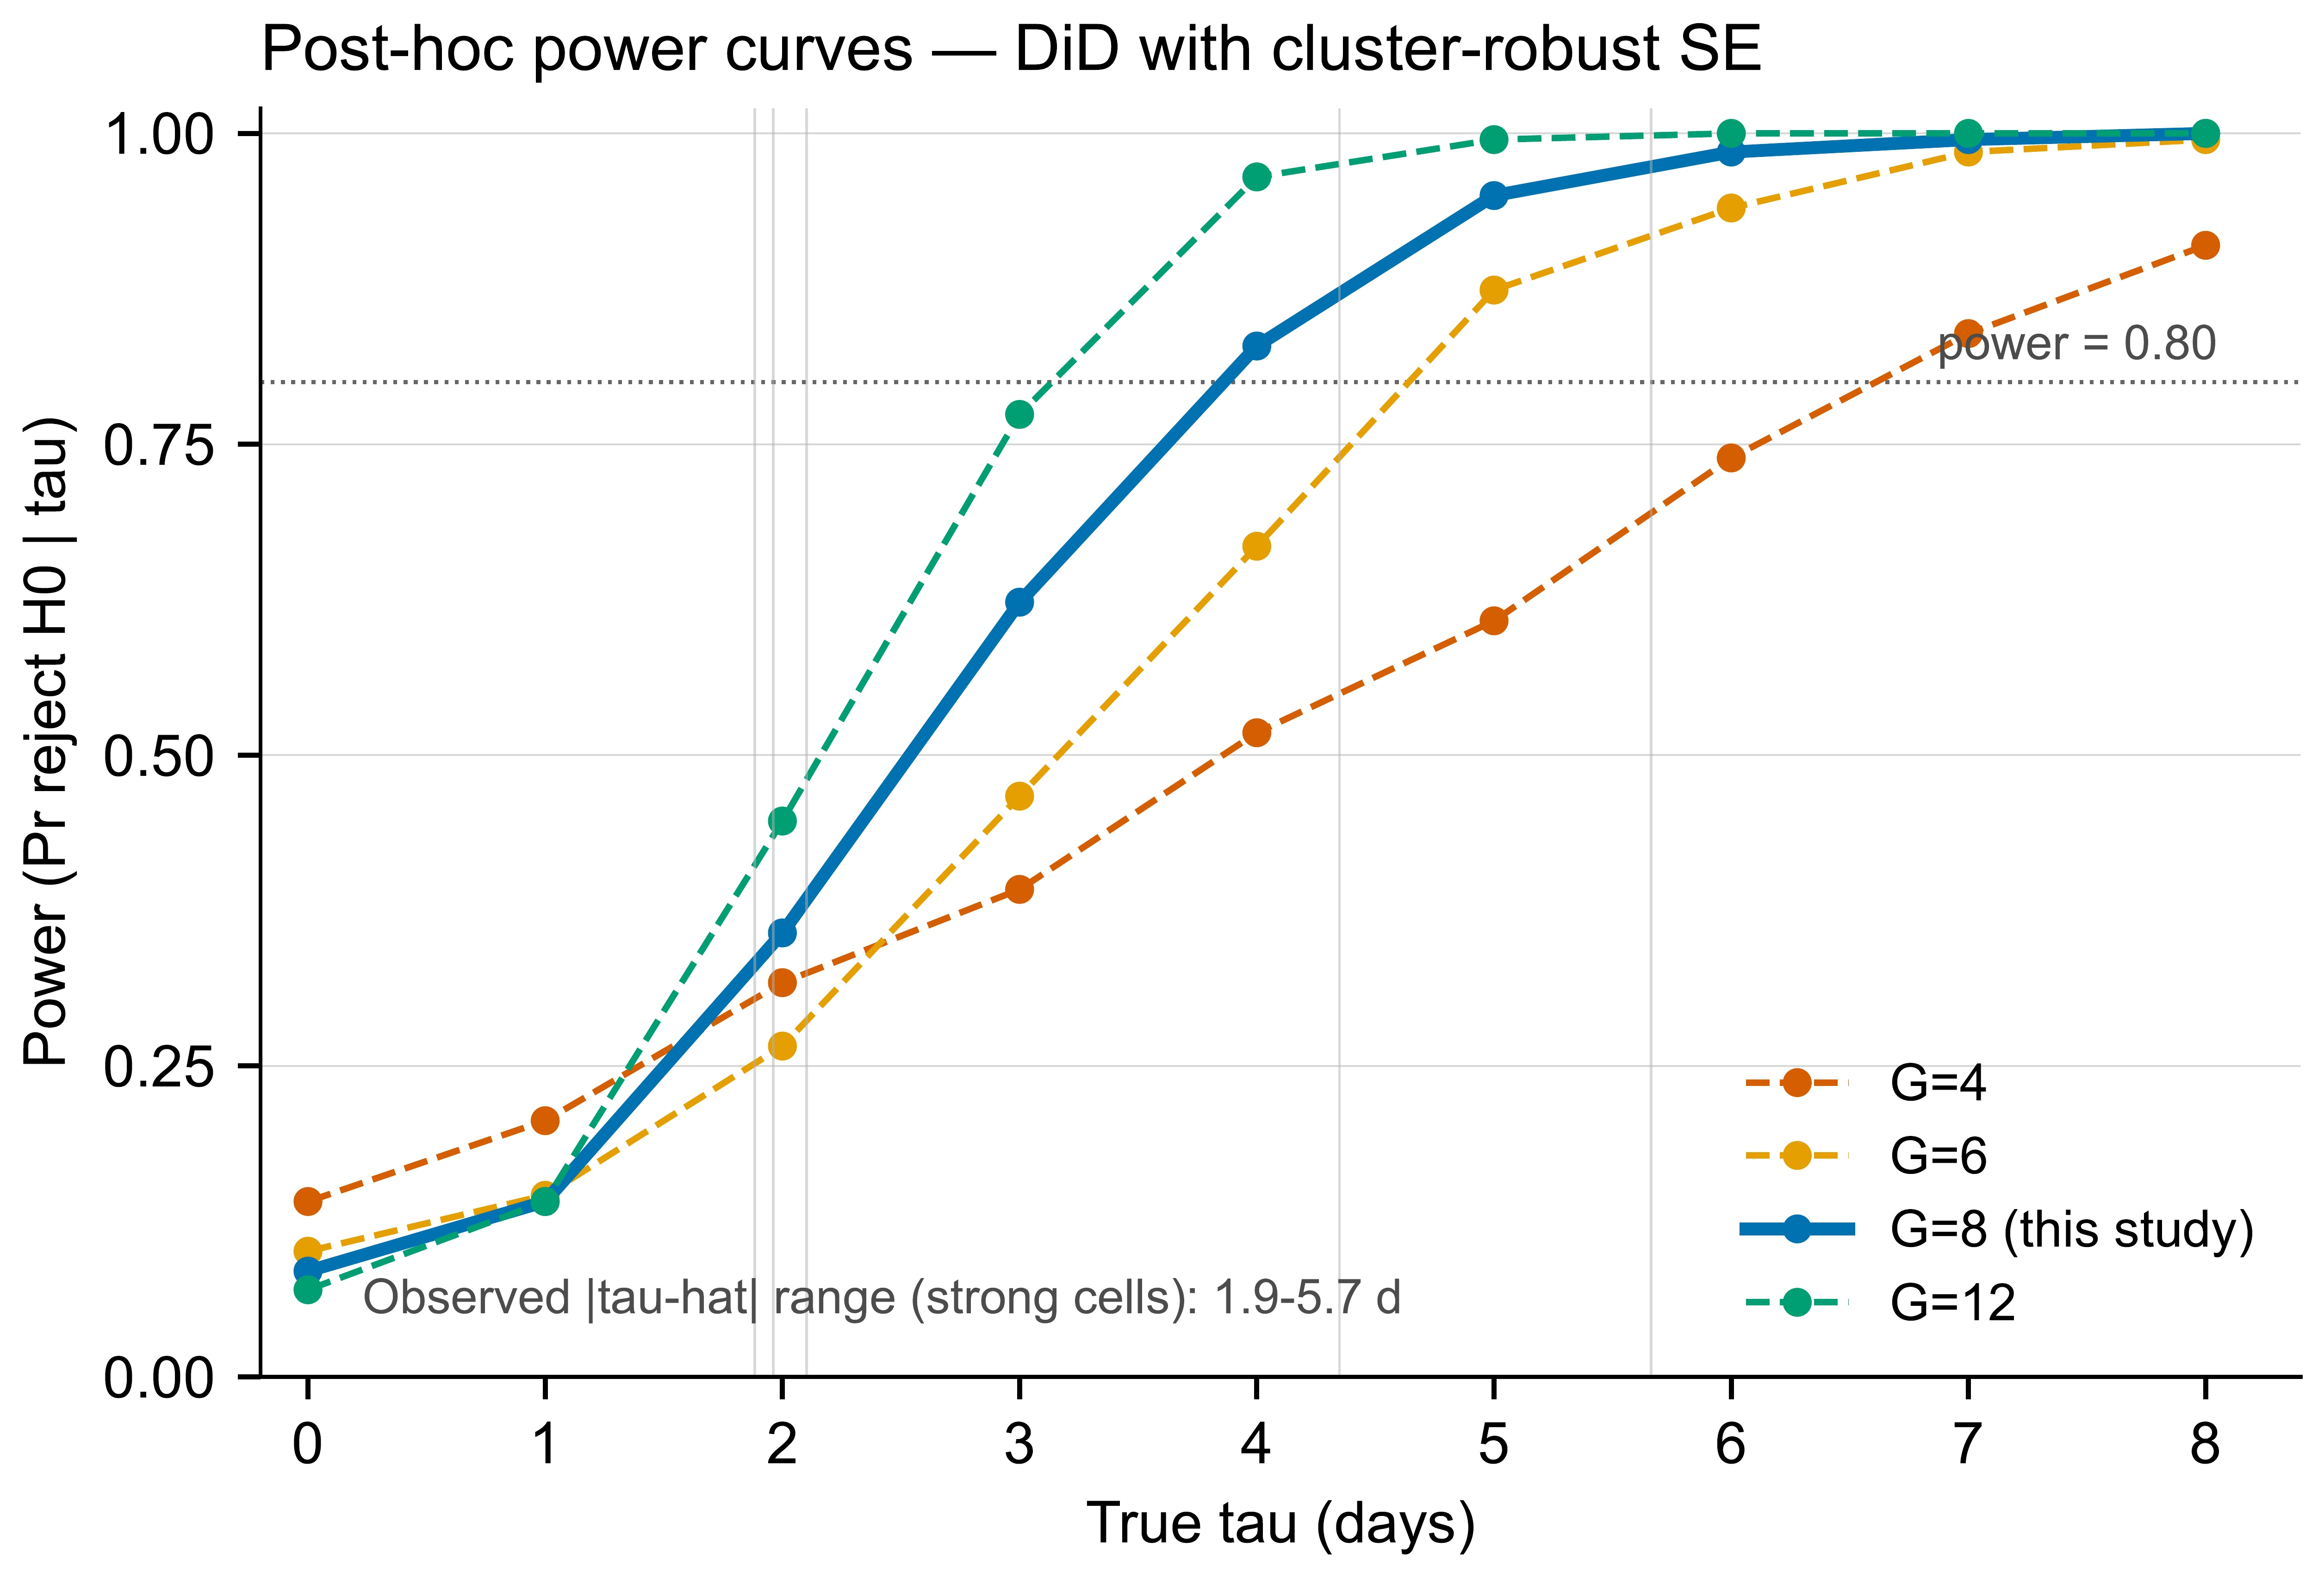 Post-hoc power curves — DiD with cluster-robust SE
Power (Pr reject H0 | tau)
1.00
0.75
0.50
0.25
0.00
power = 0.80
Observed |tau-hat| range (strong cells): 1.9-5.7 d
G=4
G=6
G=8 (this study)
G=12
0 1 2 3 4 5 6 7 8
True tau (days)